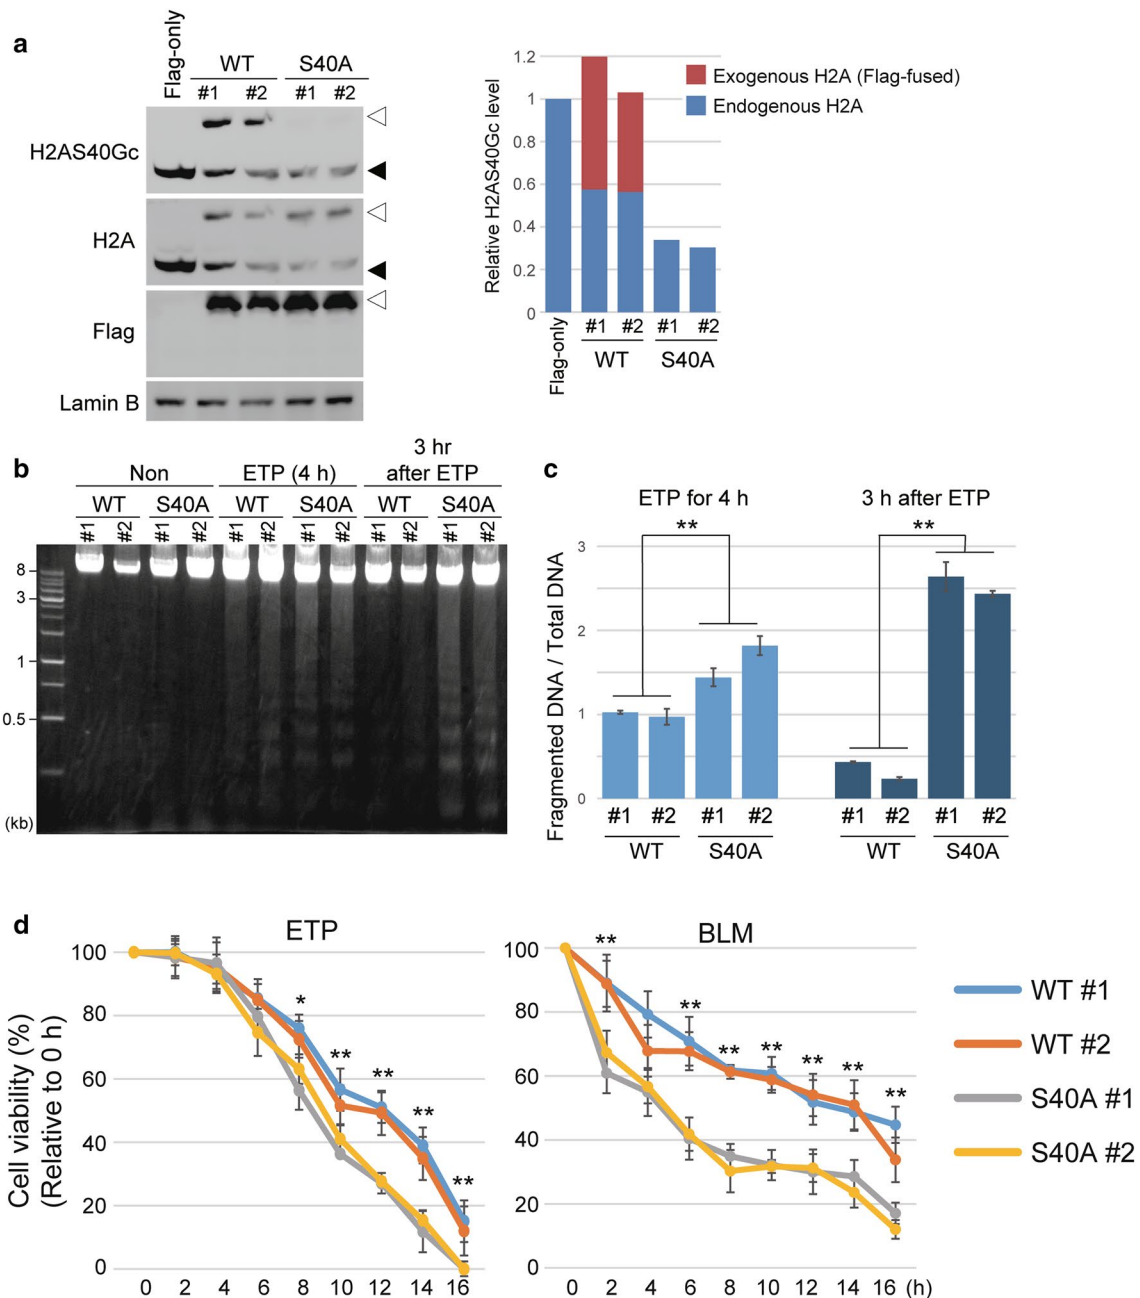 a
Flag-only
WT
S40A
#1 #2 #1 #2
H2AS40Gc
H2A
Flag
Lamin B
Relative H2AS40Gc level
1.2
1.0
0.8
0.6
0.4
0.2
0
Exogenous H2A (Flag-fused)
Endogenous H2A
Flag-only
#1 #2 #1 #2
WT S40A
b
Non ETP (4 h) 3 hr after ETP
WT S40A WT S40A WT S40A
#1 #2 #1 #2 #1 #2 #1 #2 #1 #2 #1 #2
8
3
1
0.5
(kb)
c
ETP for 4 h 3 h after ETP
** **
Fragmented DNA / Total DNA
3
2
1
0
#1 #2 #1 #2 #1 #2 #1 #2
WT S40A WT S40A
d
ETP
Cell viability (%)
(Relative to 0 h)
100
80
60
40
20
0
* ** ** ** **
0 2 4 6 8 10 12 14 16
BLM
100
80
60
40
20
0
** ** ** ** ** ** **
0 2 4 6 8 10 12 14 16 (h)
WT #1
WT #2
S40A #1
S40A #2